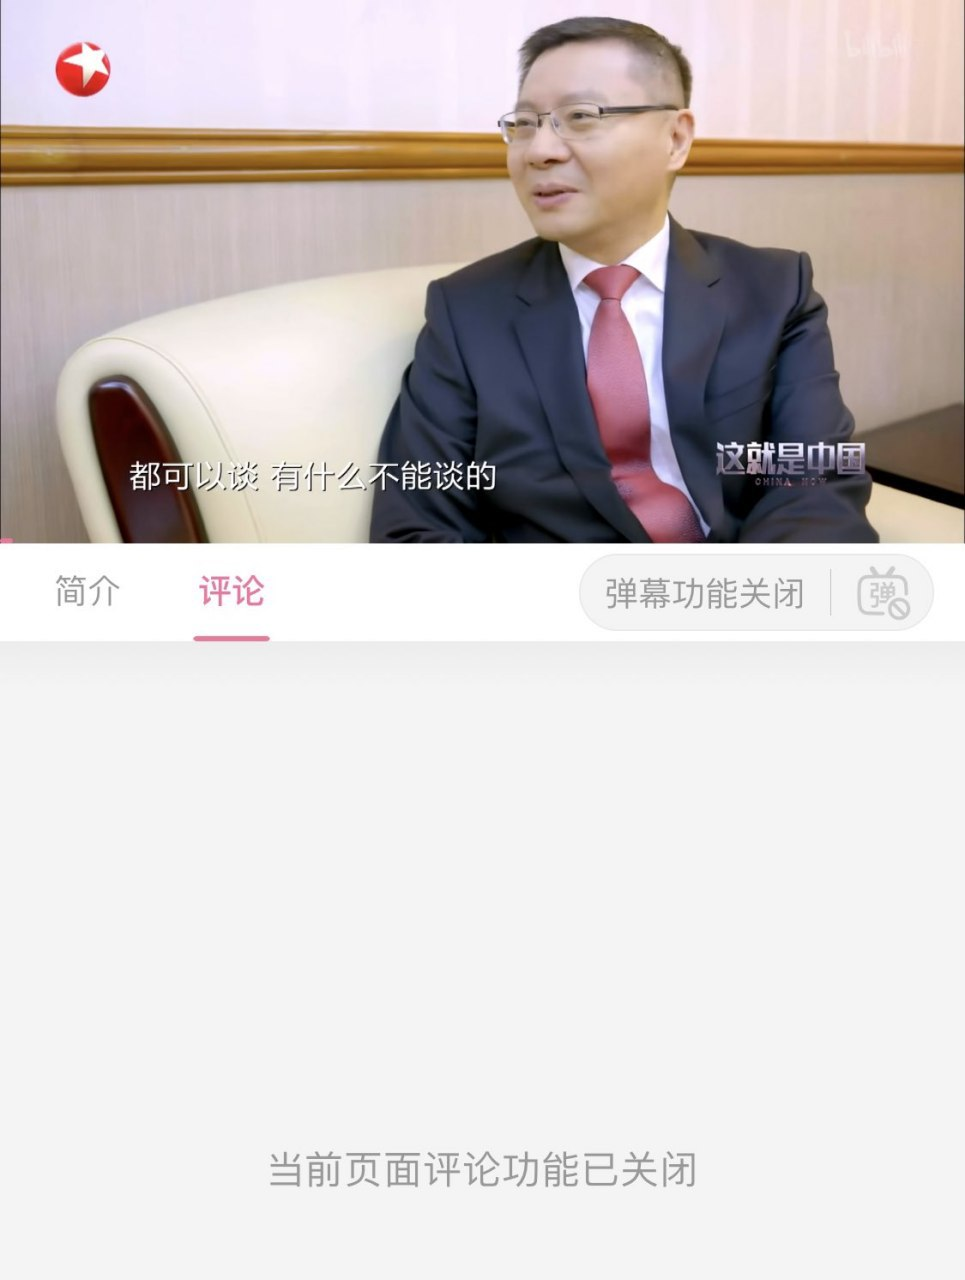 bilibili
都可以谈 有什么不能谈的
这就是中国
CHINA NOW
简介
评论
弹幕功能关闭
弹
当前页面评论功能已关闭